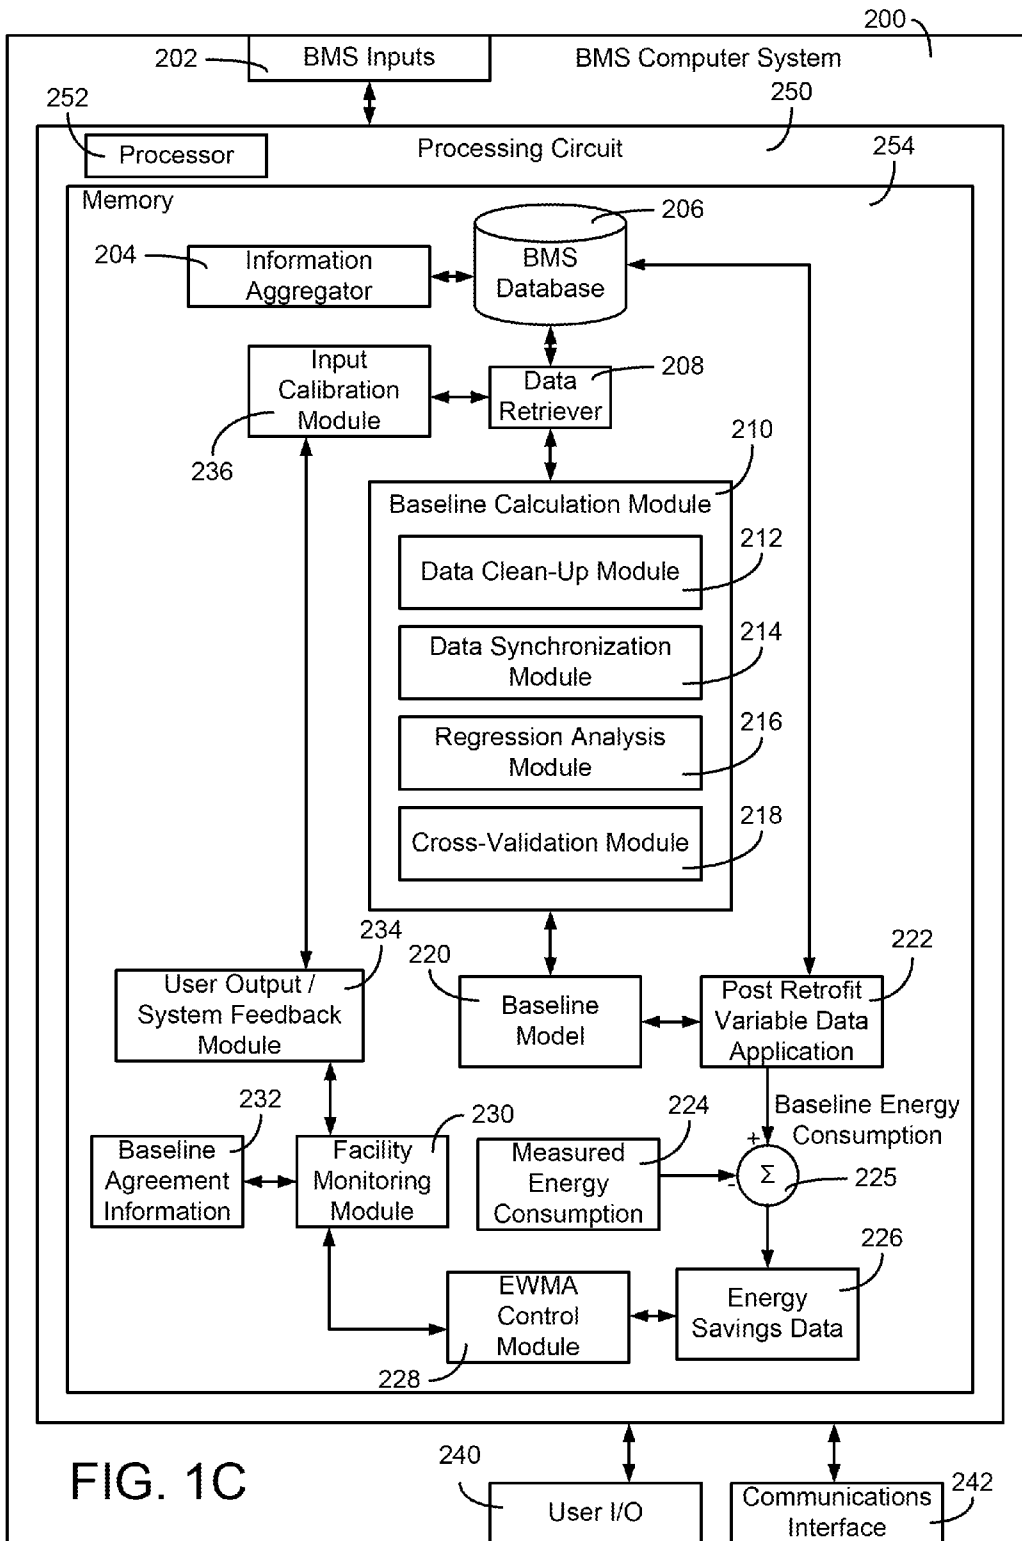 200
202
BMS Inputs
BMS Computer System
252
250
Processor
Processing Circuit
254
Memory
206
204
Information
Aggregator
BMS
Database
Input
Calibration
Module
208
Data
Retriever
236
210
Baseline Calculation Module
212
Data Clean-Up Module
214
Data Synchronization
Module
216
Regression Analysis
Module
218
Cross-Validation Module
234
220
222
User Output /
System Feedback
Module
Baseline
Model
Post Retrofit
Variable Data
Application
232
230
224
Baseline Energy
Consumption
Baseline
Agreement
Information
Facility
Monitoring
Module
Measured
Energy
Consumption
+
-
Σ
225
226
EWMA
Control
Module
228
Energy
Savings Data
FIG. 1C
240
User I/O
242
Communications
Interface